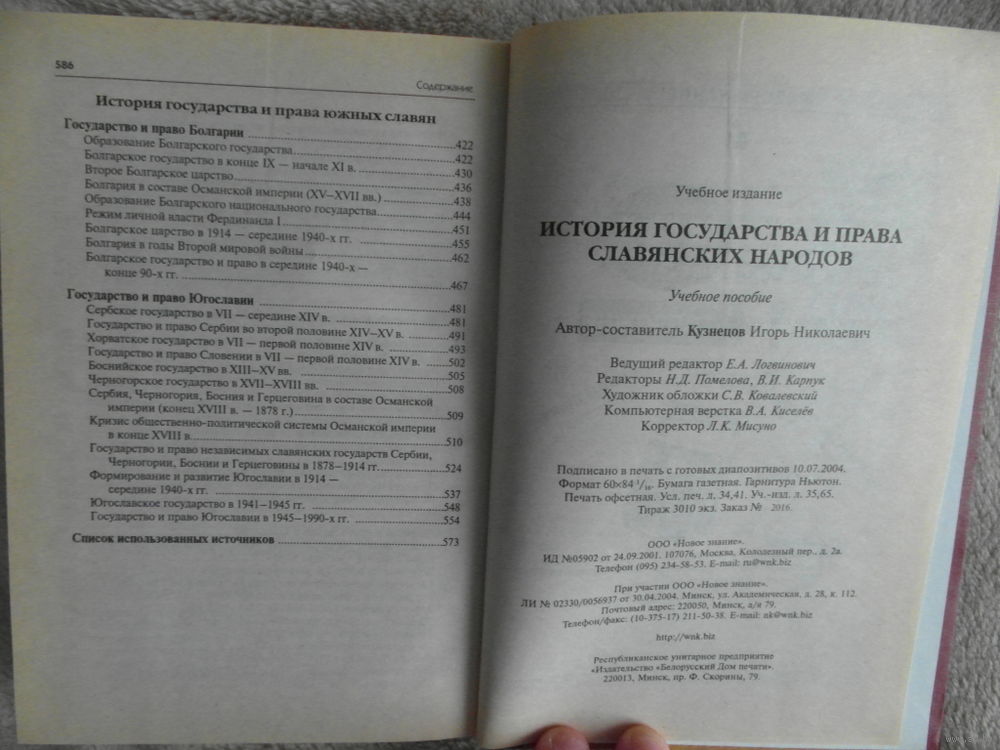 586
Содержание
История государства и права южных славян
Государство и право Болгарии ........ 422
Образование Болгарского государства ........ 422
Болгарское государство в конце IX — начале XI в. ........ 430
Второе Болгарское царство ........ 436
Болгария в составе Османской империи (XV–XVII вв.) ........ 438
Образование Болгарского национального государства ........ 444
Режим личной власти Фердинанда I ........ 451
Болгарское царство в 1914 — середине 1940-х гг. ........ 455
Болгария в годы Второй мировой войны ........ 462
Болгарское государство и право в середине 1940-х —
конце 90-х гг. ........ 467
Государство и право Югославии ........ 481
Сербское государство в VII — середине XIV в. ........ 481
Государство и право Сербии во второй половине XIV–XV в. ........ 491
Хорватское государство в VII — первой половине XIV в. ........ 493
Государство и право Словении в VII — первой половине XIV в. ........ 502
Боснийское государство в XIII–XV вв. ........ 505
Черногорское государство в XVII–XVIII вв. ........ 508
Сербия, Черногория, Босния и Герцеговина в составе Османской
империи (конец XVIII в. — 1878 г.) ........ 509
Кризис общественно-политической системы Османской империи
в конце XVIII в. ........ 510
Государство и право независимых славянских государств Сербии,
Черногории, Боснии и Герцеговины в 1878–1914 гг. ........ 524
Формирование и развитие Югославии в 1914 —
середине 1940-х гг. ........ 537
Югославское государство в 1941–1945 гг. ........ 548
Государство и право Югославии в 1945–1990-х гг. ........ 554
Список использованных источников ........ 573
Учебное издание
ИСТОРИЯ ГОСУДАРСТВА И ПРАВА
СЛАВЯНСКИХ НАРОДОВ
Учебное пособие
Автор-составитель Кузнецов Игорь Николаевич
Ведущий редактор Е.А. Логвинович
Редакторы Н.Д. Помелова, В.И. Карпук
Художник обложки С.В. Ковалевский
Компьютерная верстка В.А. Киселёв
Корректор Л.К. Мисуно
Подписано в печать с готовых диапозитивов 10.07.2004.
Формат 60×84 1/16. Бумага газетная. Гарнитура Ньютон.
Печать офсетная. Усл. печ. л. 34,41. Уч.-изд. л. 35,65.
Тираж 3010 экз. Заказ № 2016.
ООО «Новое знание».
ИД №05902 от 24.09.2001. 107076, Москва, Колодезный пер., д. 2а.
Телефон (095) 234-58-53. E-mail: ru@wnk.biz
При участии ООО «Новое знание».
ЛИ № 02330/0056937 от 30.04.2004. Минск, ул. Академическая, д. 28, к. 112.
Почтовый адрес: 220050, Минск, а/я 79.
Телефон/факс: (10-375-17) 211-50-38. E-mail: nk@wnk.biz
http://wnk.biz
Республиканское унитарное предприятие
«Издательство «Белорусский Дом печати».
220013, Минск, пр. Ф. Скорины, 79.